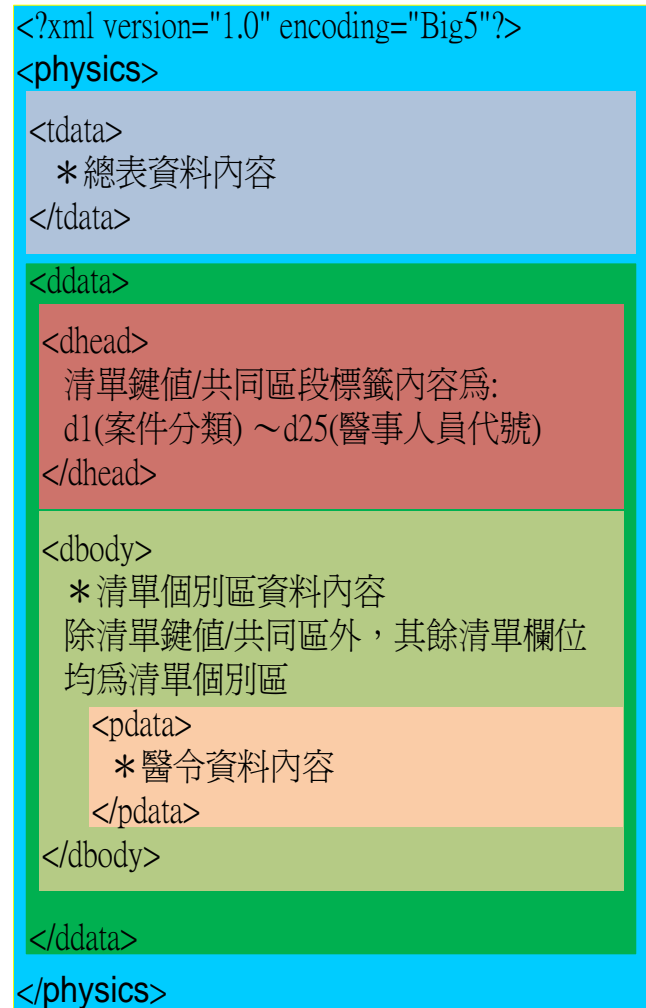 <?xml version="1.0" encoding="Big5"?>
<physics>
<tdata>
＊總表資料內容
</tdata>
<ddata>
<dhead>
清單鍵值/共同區段標籤內容為:
d1(案件分類) ～d25(醫事人員代號)
</dhead>
<dbody>
＊清單個別區資料內容
除清單鍵值/共同區外，其餘清單欄位
均為清單個別區
<pdata>
＊醫令資料內容
</pdata>
</dbody>
</ddata>
</physics>